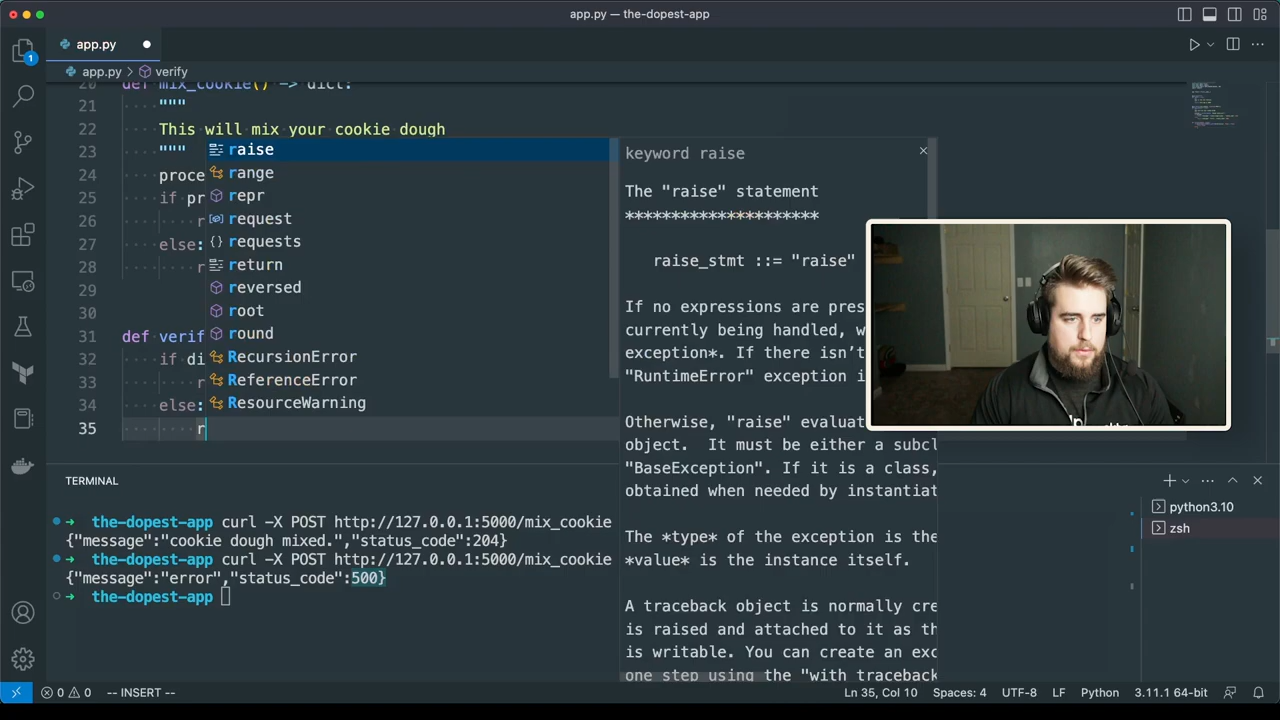 app.py — the-dopest-app
app.py
app.py > verify
20 def mix_cookie() -> dict:
21 """
22 This will mix your cookie dough
23 """
24 proce
25 if pr
26 r
27 else:
28 r
29
30
31 def verif
32 if di
33 r
34 else:
35 r
raise
range
repr
request
requests
return
reversed
root
round
RecursionError
ReferenceError
ResourceWarning
keyword raise
The "raise" statement
*********************
raise_stmt ::= "raise"
If no expressions are pres
currently being handled, w
exception*. If there isn’t
"RuntimeError" exception i
Otherwise, "raise" evaluat
object. It must be either a subcl
"BaseException". If it is a class,
obtained when needed by instantiat
The *type* of the exception is the
*value* is the instance itself.
A traceback object is normally cre
is raised and attached to it as th
is writable. You can create an exc
one step using the "with_traceback
1
TERMINAL
the-dopest-app curl -X POST http://127.0.0.1:5000/mix_cookie
{"message":"cookie dough mixed.","status_code":204}
the-dopest-app curl -X POST http://127.0.0.1:5000/mix_cookie
{"message":"error","status_code":500}
the-dopest-app
python3.10
zsh
0 0 -- INSERT --
Ln 35, Col 10 Spaces: 4 UTF-8 LF Python 3.11.1 64-bit